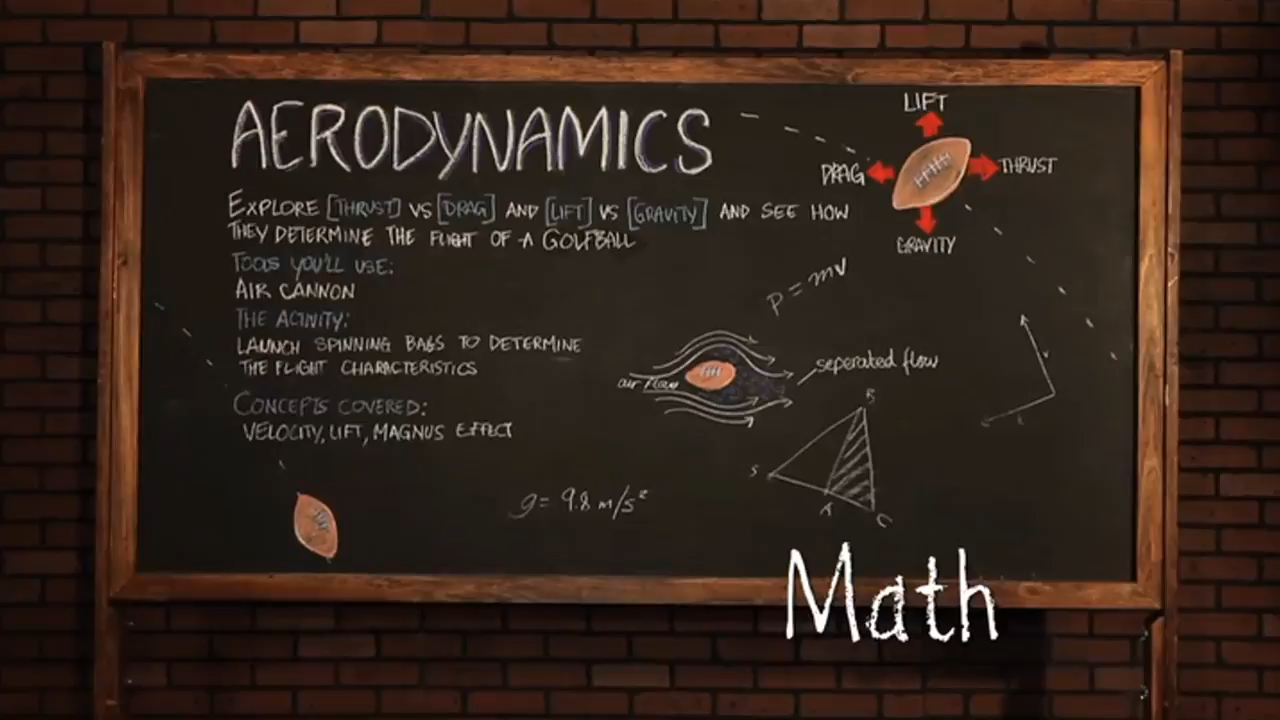 AERODYNAMICS
EXPLORE [THRUST] VS [DRAG] AND [LIFT] VS [GRAVITY] AND SEE HOW
THEY DETERMINE THE FLIGHT OF A GOLFBALL
TOOLS YOU'LL USE:
AIR CANNON
THE ACTIVITY:
LAUNCH SPINNING BALLS TO DETERMINE
THE FLIGHT CHARACTERISTICS
CONCEPTS COVERED:
VELOCITY, LIFT, MAGNUS EFFECT
LIFT
DRAG
THRUST
GRAVITY
P = mv
air flow
seperated flow
B
S
A
C
g = 9.8 m/s²
Math